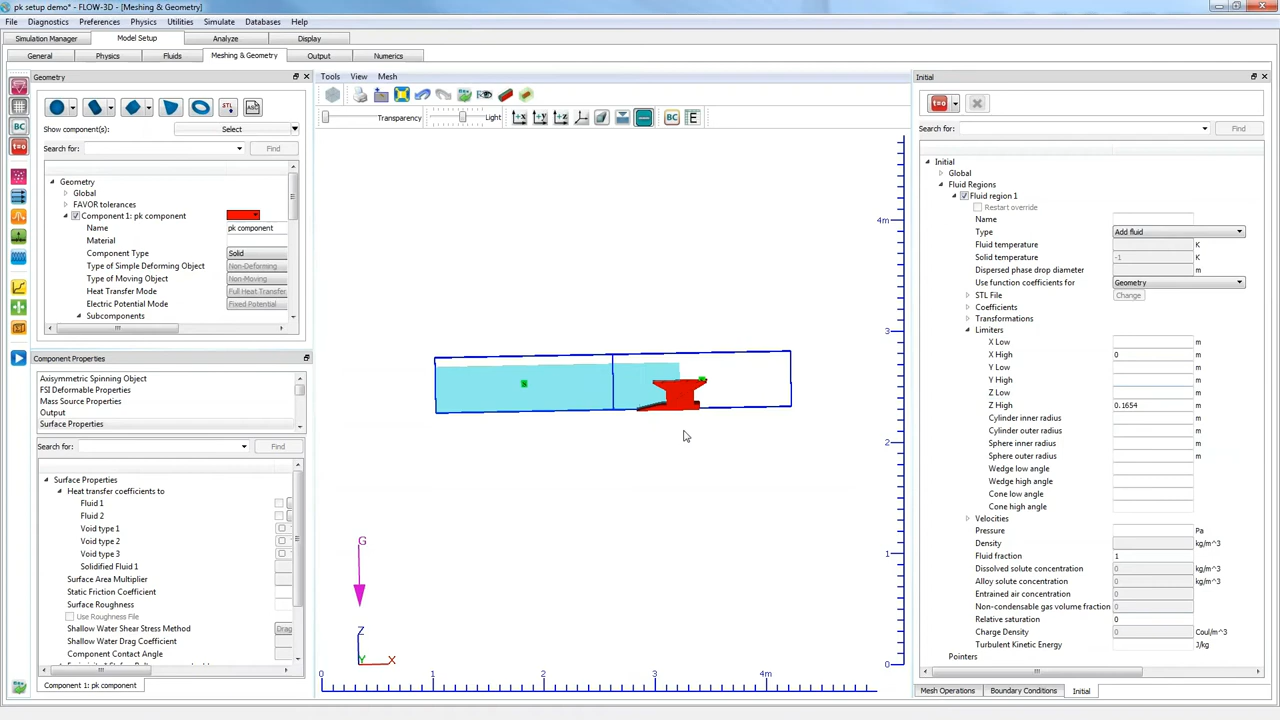 pk setup demo* - FLOW-3D - [Meshing & Geometry]
File Diagnostics Preferences Physics Utilities Simulate Databases Help
Simulation Manager Model Setup Analyze Display
General Physics Fluids Meshing & Geometry Output Numerics
Geometry
Show component(s): Select
Search for: Find
Geometry
Global
FAVOR tolerances
Component 1: pk component
Name pk component
Material
Component Type Solid
Type of Simple Deforming Object Non-Deforming
Type of Moving Object Non-Moving
Heat Transfer Mode Full Heat Transfer
Electric Potential Mode Fixed Potential
Subcomponents
Component Properties
Axisymmetric Spinning Object
FSI Deformable Properties
Mass Source Properties
Output
Surface Properties
Search for: Find
Surface Properties
Heat transfer coefficients to
Fluid 1
Fluid 2
Void type 1
Void type 2
Void type 3
Solidified Fluid 1
Surface Area Multiplier
Static Friction Coefficient
Surface Roughness
Use Roughness File
Shallow Water Shear Stress Method Drag
Shallow Water Drag Coefficient
Component Contact Angle
Component 1: pk component
Tools View Mesh
Transparency Light
BC E
4m
3
2
1
0
G
Z
Y X
0 1 2 3 4m
Initial
t=0
Search for: Find
Initial
Global
Fluid Regions
Fluid region 1
Restart override
Name
Type Add fluid
Fluid temperature K
Solid temperature -1 K
Dispersed phase drop diameter m
Use function coefficients for Geometry
STL File Change
Coefficients
Transformations
Limiters
X Low m
X High 0 m
Y Low m
Y High m
Z Low m
Z High 0.1654 m
Cylinder inner radius m
Cylinder outer radius m
Sphere inner radius m
Sphere outer radius m
Wedge low angle
Wedge high angle
Cone low angle
Cone high angle
Velocities
Pressure Pa
Density kg/m^3
Fluid fraction 1
Dissolved solute concentration 0 kg/m^3
Alloy solute concentration 0 kg/m^3
Entrained air concentration 0
Non-condensable gas volume fraction 0
Relative saturation 0
Charge Density 0 Coul/m^3
Turbulent Kinetic Energy J/kg
Pointers
Mesh Operations Boundary Conditions Initial